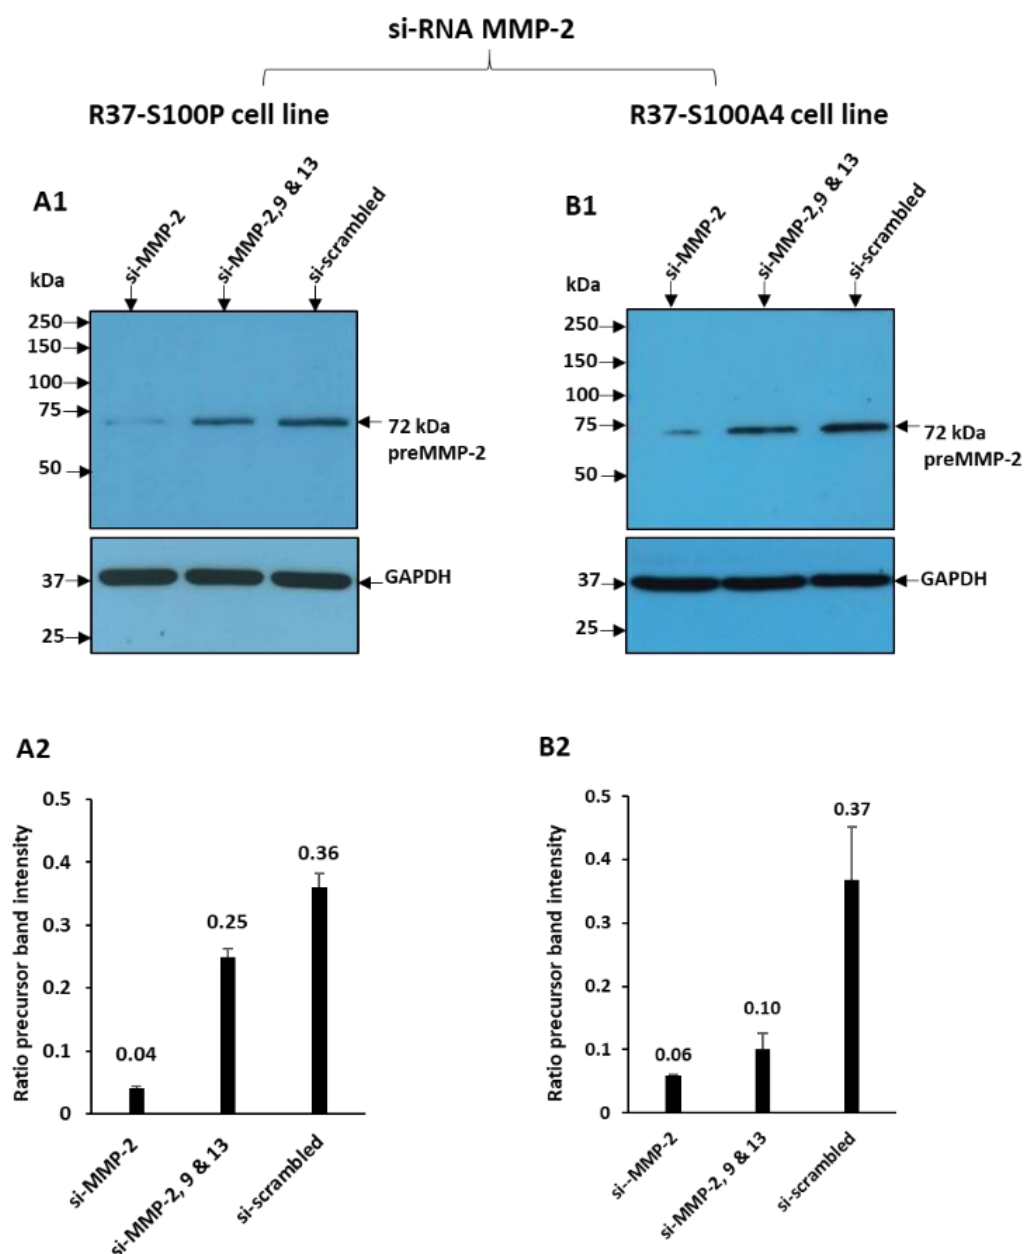 si-RNA MMP-2
R37-S100P cell line
R37-S100A4 cell line
A1
si-MMP-2
si-MMP-2,9 & 13
si-scrambled
kDa
250
150
100
75
50
72 kDa
preMMP-2
37
25
GAPDH
B1
si-MMP-2
si-MMP-2,9 & 13
si-scrambled
kDa
250
150
100
75
50
72 kDa
preMMP-2
37
25
GAPDH
A2
Ratio precursor band intensity
0.5
0.4
0.3
0.2
0.1
0
0.04
0.25
0.36
si-MMP-2
si-MMP-2, 9 & 13
si-scrambled
B2
Ratio precursor band intensity
0.5
0.4
0.3
0.2
0.1
0
0.06
0.10
0.37
si--MMP-2
si-MMP-2, 9 & 13
si-scrambled